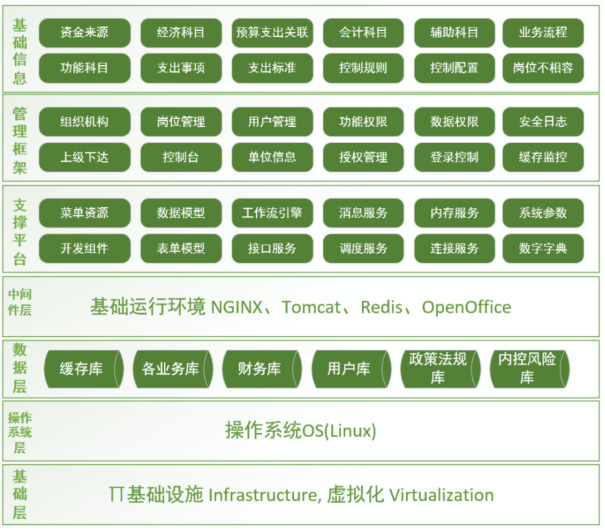 基础信息
资金来源 经济科目 预算支出关联 会计科目 辅助科目 业务流程
功能科目 支出事项 支出标准 控制规则 控制配置 岗位不相容
管理框架
组织机构 岗位管理 用户管理 功能权限 数据权限 安全日志
上级下达 控制台 单位信息 授权管理 登录控制 缓存监控
支撑平台
菜单资源 数据模型 工作流引擎 消息服务 内存服务 系统参数
开发组件 表单模型 接口服务 调度服务 连接服务 数字字典
中间
件层
基础运行环境 NGINX、Tomcat、Redis、OpenOffice
数据层
缓存库 各业务库 财务库 用户库 政策法规库 内控风险库
操作
系统
层
操作系统OS(Linux)
基础层
IT基础设施 Infrastructure, 虚拟化 Virtualization